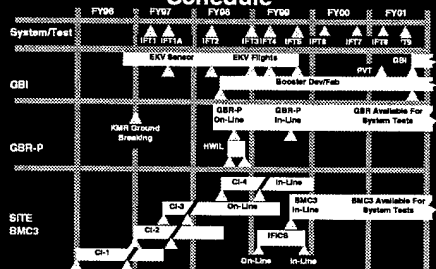 Schedule
FY96 FY97 FY98 FY99 FY00 FY01
System/Test
IFT1 IFT1A IFT2 IFT3 IFT4 IFT5 IFT6 IFT7 IFT8 IFT9
EKV Sensor EKV Flights GBI
Booster Dev/Fab PVT
GBI
GBR-P On-Line
GBR-P In-Line
GBR Available For System Tests
KMR Ground Breaking
HWIL
GBR-P
CI-4 In-Line
CI-3 On-Line
BMC3 In-Line
BMC3 Available For System Tests
SITE
BMC3
CI-2
IFICS
CI-1
On-Line In-Line